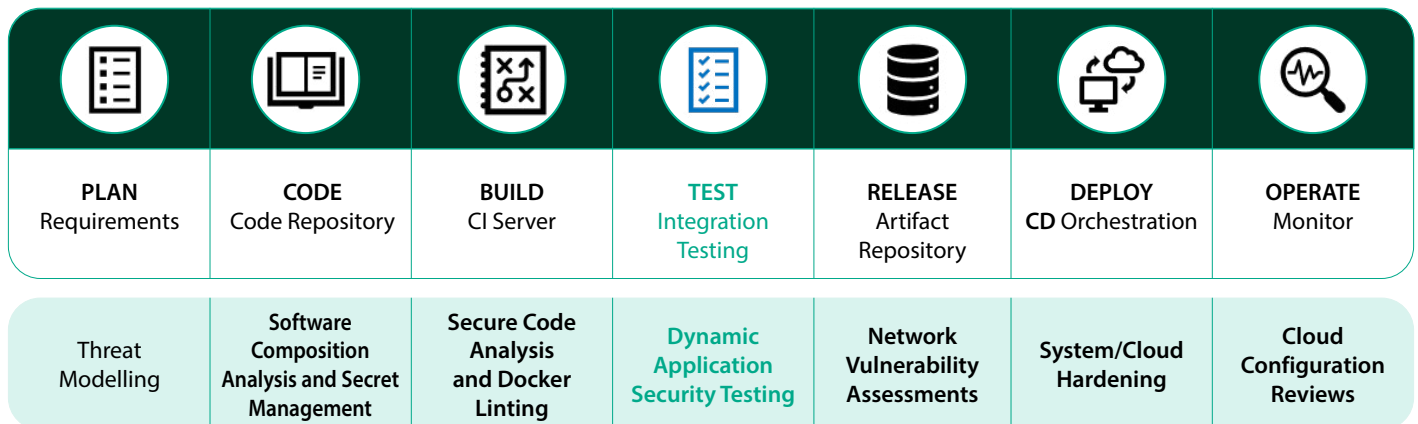 PLAN
Requirements
CODE
Code Repository
BUILD
CI Server
TEST
Integration
Testing
RELEASE
Artifact
Repository
DEPLOY
CD Orchestration
OPERATE
Monitor
Threat
Modelling
Software
Composition
Analysis and Secret
Management
Secure Code
Analysis
and Docker
Linting
Dynamic
Application
Security Testing
Network
Vulnerability
Assessments
System/Cloud
Hardening
Cloud
Configuration
Reviews